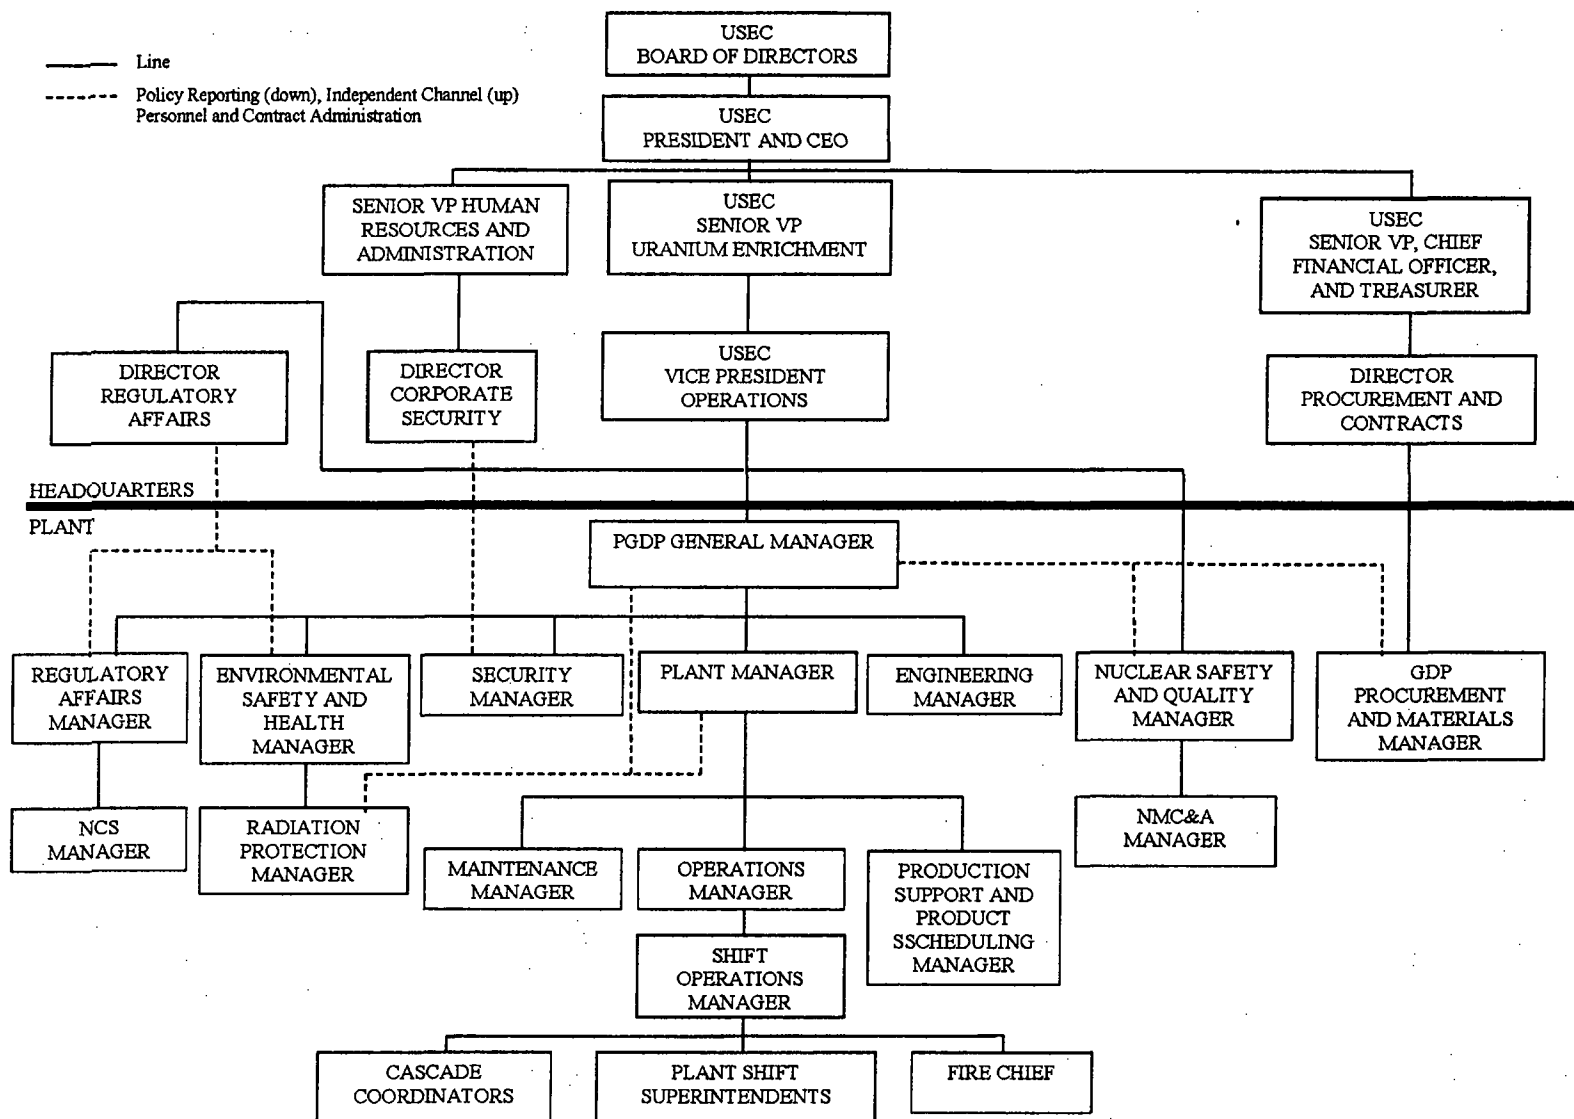 USEC
BOARD OF DIRECTORS
Line
Policy Reporting (down), Independent Channel (up)
Personnel and Contract Administration
USEC
PRESIDENT AND CEO
SENIOR VP HUMAN
RESOURCES AND
ADMINISTRATION
USEC
SENIOR VP
URANIUM ENRICHMENT
USEC
SENIOR VP, CHIEF
FINANCIAL OFFICER,
AND TREASURER
DIRECTOR
REGULATORY
AFFAIRS
DIRECTOR
CORPORATE
SECURITY
USEC
VICE PRESIDENT
OPERATIONS
DIRECTOR
PROCUREMENT AND
CONTRACTS
HEADQUARTERS
PLANT
PGDP GENERAL MANAGER
REGULATORY
AFFAIRS
MANAGER
ENVIRONMENTAL
SAFETY AND
HEALTH
MANAGER
SECURITY
MANAGER
PLANT MANAGER
ENGINEERING
MANAGER
NUCLEAR SAFETY
AND QUALITY
MANAGER
GDP
PROCUREMENT
AND MATERIALS
MANAGER
NCS
MANAGER
RADIATION
PROTECTION
MANAGER
MAINTENANCE
MANAGER
OPERATIONS
MANAGER
PRODUCTION
SUPPORT AND
PRODUCT
SSCHEDULING
MANAGER
NMC&A
MANAGER
SHIFT
OPERATIONS
MANAGER
CASCADE
COORDINATORS
PLANT SHIFT
SUPERINTENDENTS
FIRE CHIEF